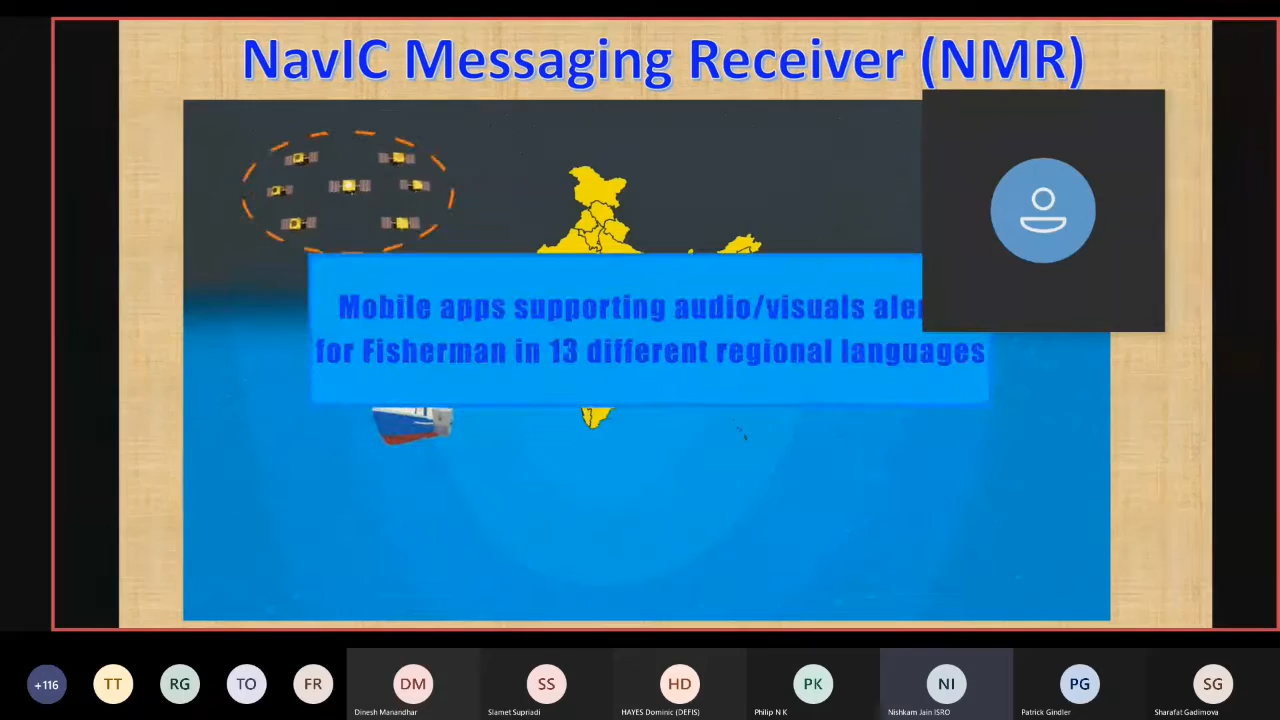 NavIC Messaging Receiver (NMR)
Mobile apps supporting audio/visuals
for Fisherman in 13 different regional languages
+116
TT
RG
TO
FR
DM
SS
HD
PK
NI
PG
SG
Dinesh Manandhar
Slamet Supriadi
HAYES Dominic (DEFIS)
Philip N K
Nishkam Jain ISRO
Patrick Gindler
Sharafat Gadimova